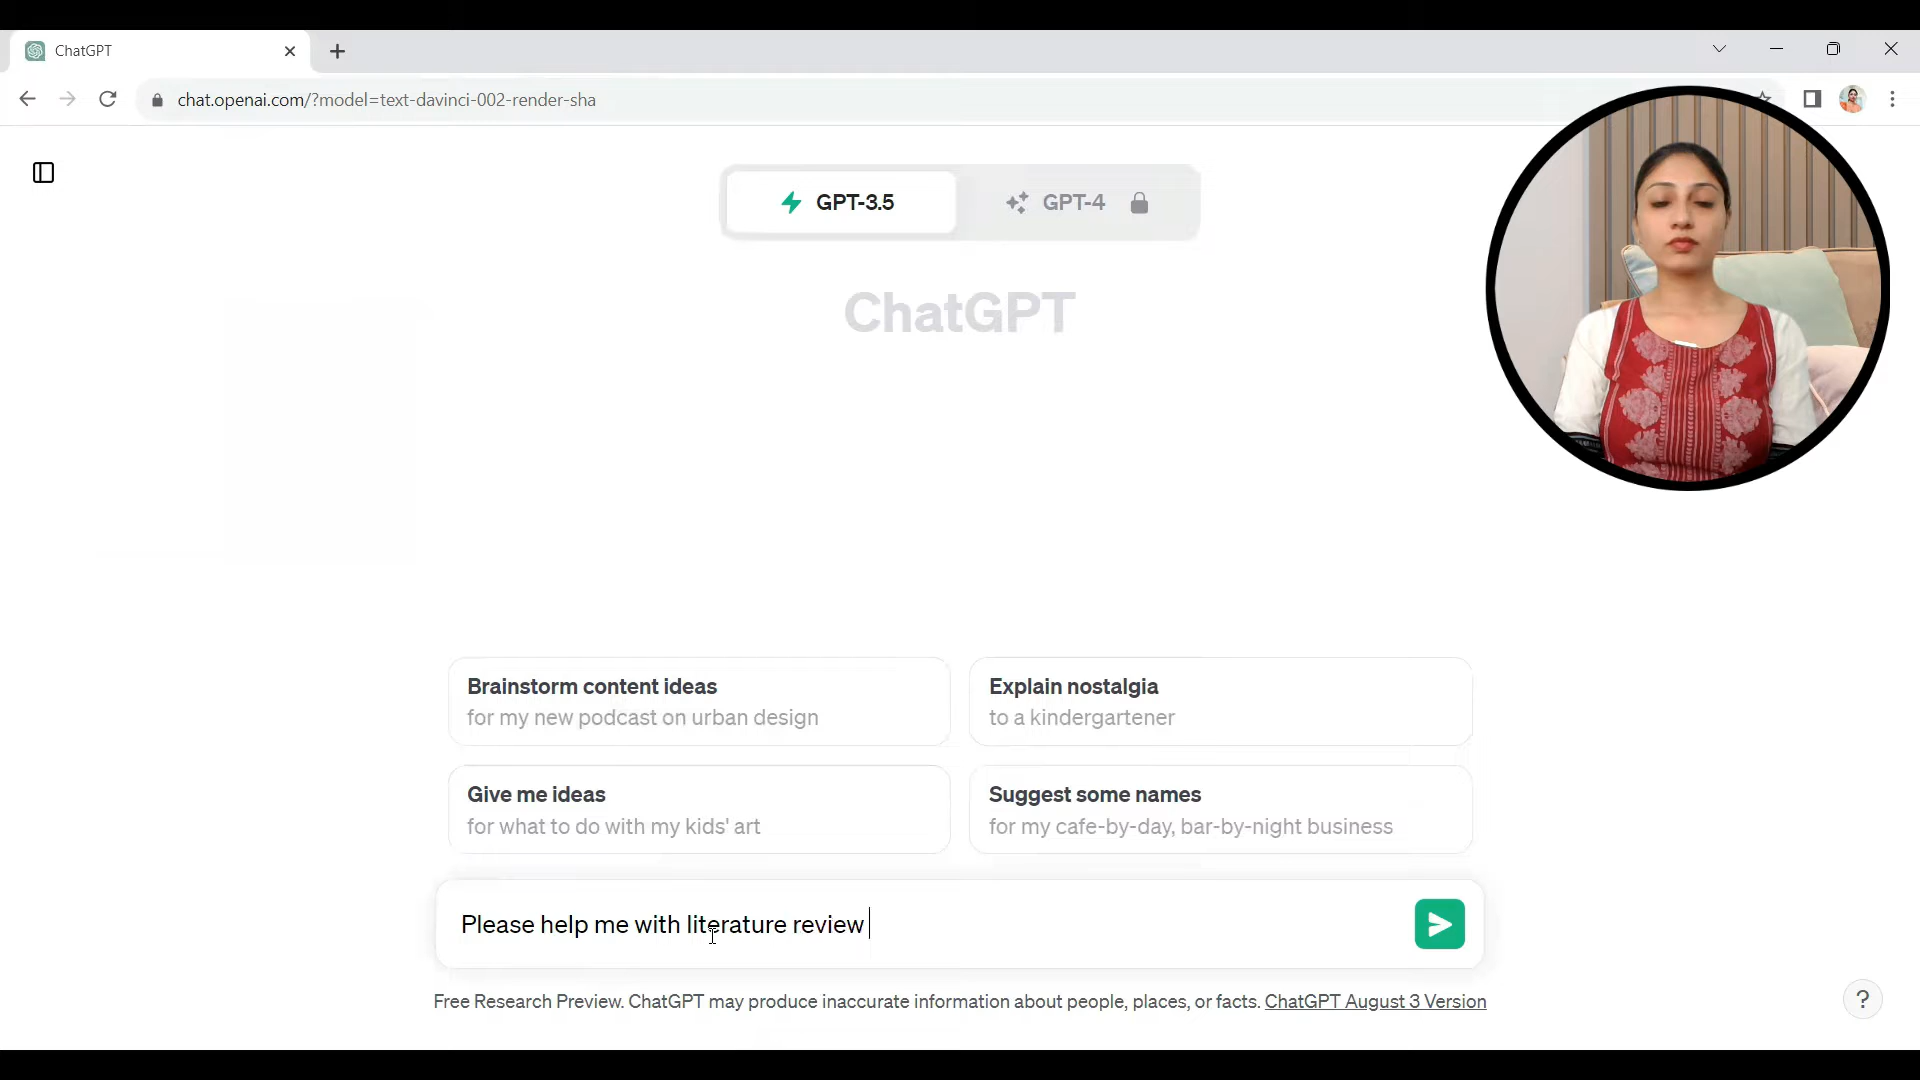 ChatGPT
chat.openai.com/?model=text-davinci-002-render-sha
GPT-3.5
GPT-4
ChatGPT
Brainstorm content ideas
for my new podcast on urban design
Explain nostalgia
to a kindergartener
Give me ideas
for what to do with my kids' art
Suggest some names
for my cafe-by-day, bar-by-night business
Please help me with literature review
Free Research Preview. ChatGPT may produce inaccurate information about people, places, or facts. ChatGPT August 3 Version
?